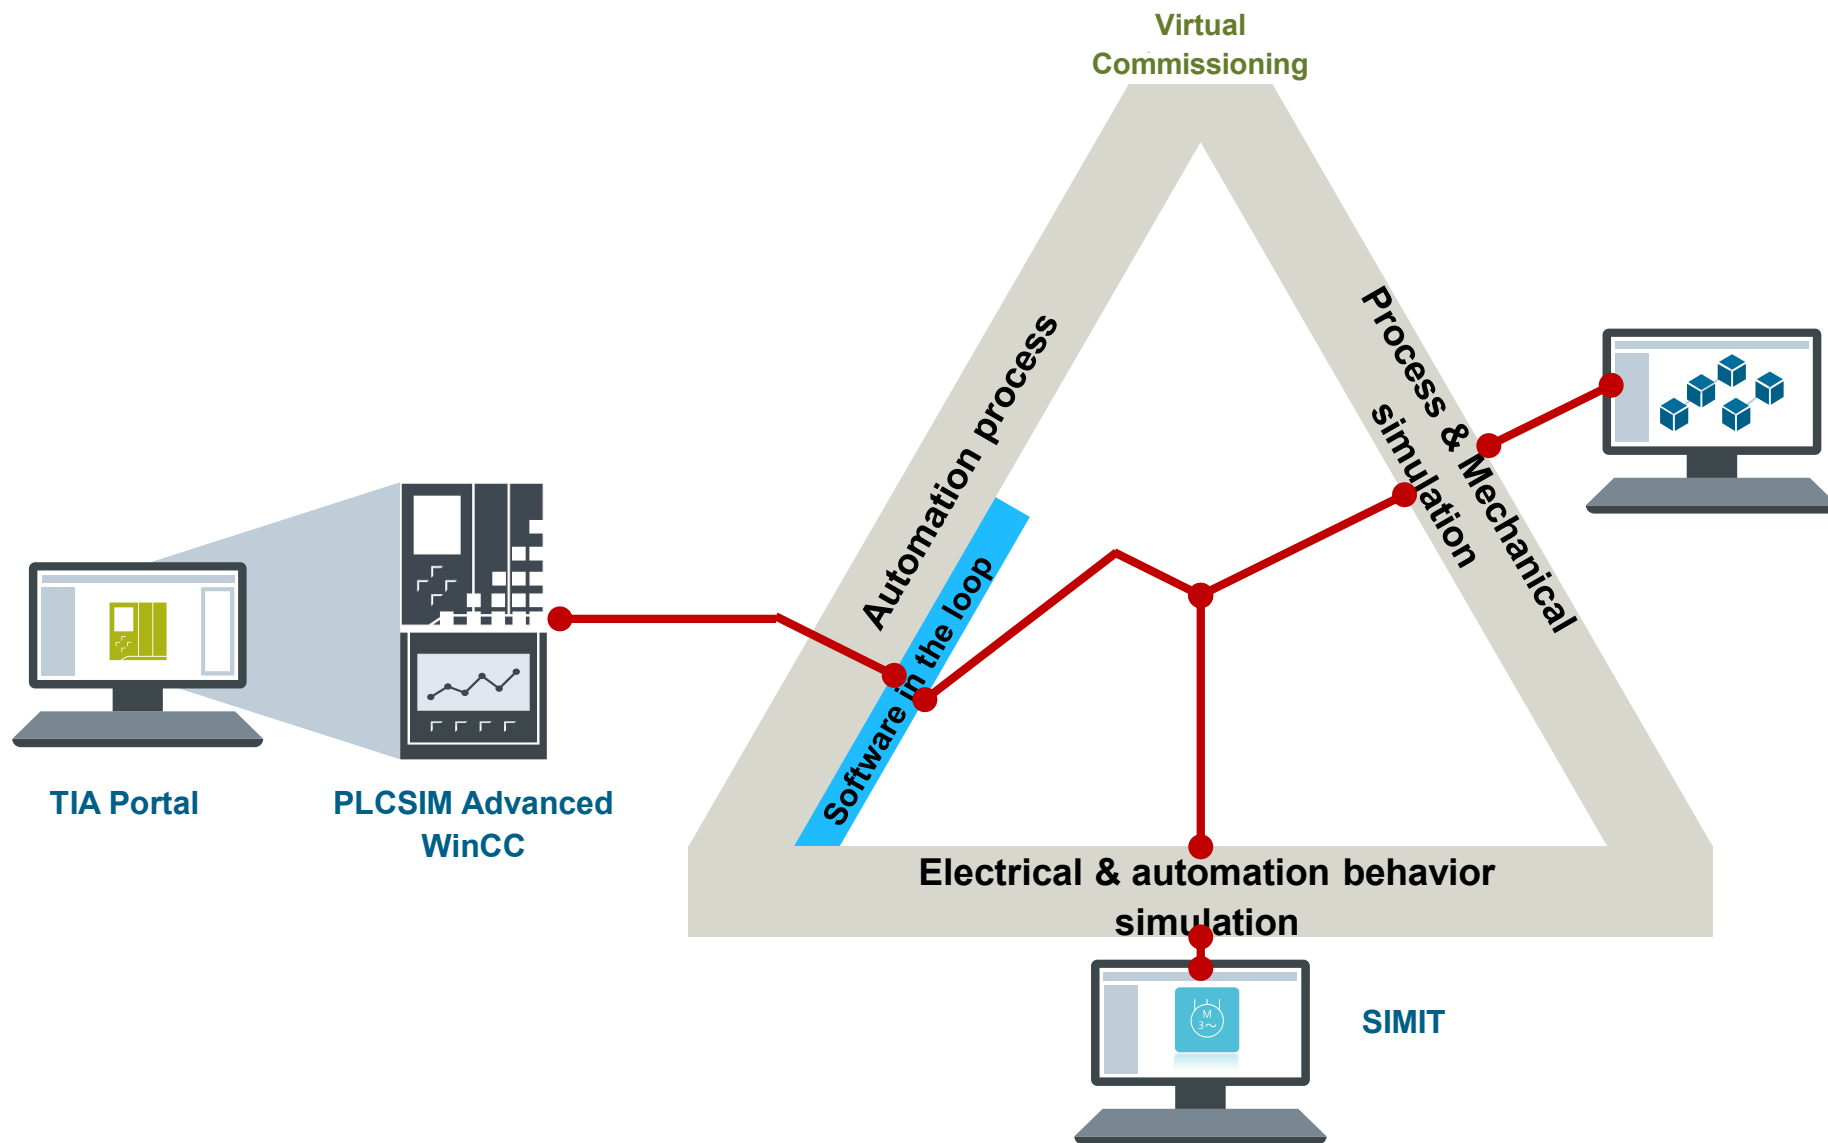 Virtual
Commissioning
Automation process
Software in the loop
Process & Mechanical
simulation
TIA Portal
PLCSIM Advanced
WinCC
Electrical & automation behavior
simulation
M
3~
SIMIT